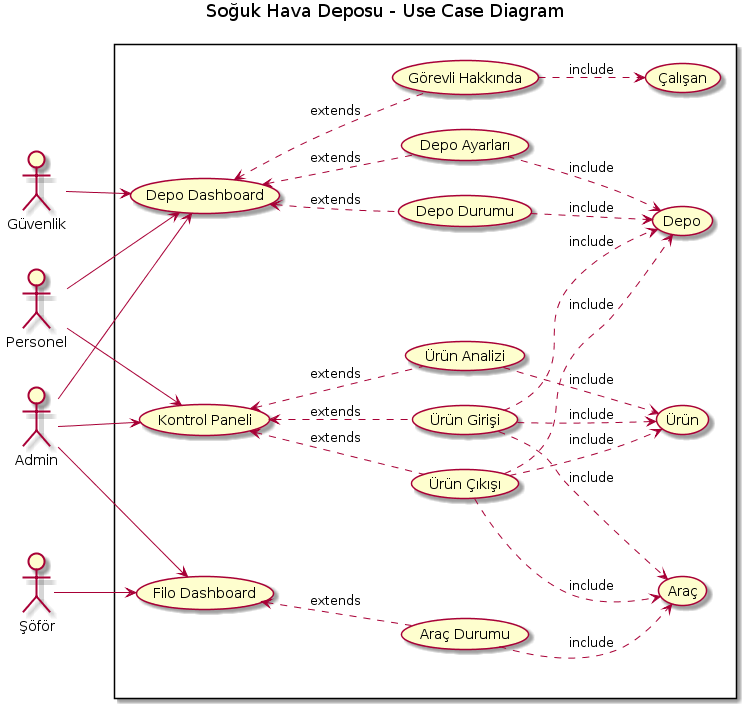 Soğuk Hava Deposu - Use Case Diagram
Görevli Hakkında
include
Çalışan
extends
Depo Ayarları
extends
include
Güvenlik
Depo Dashboard
extends
Depo Durumu
include
Depo
include
include
Personel
Ürün Analizi
extends
include
Admin
Kontrol Paneli
extends
Ürün Girişi
include
Ürün
extends
include
Ürün Çıkışı
include
Şöför
Filo Dashboard
extends
include
Araç
Araç Durumu
include